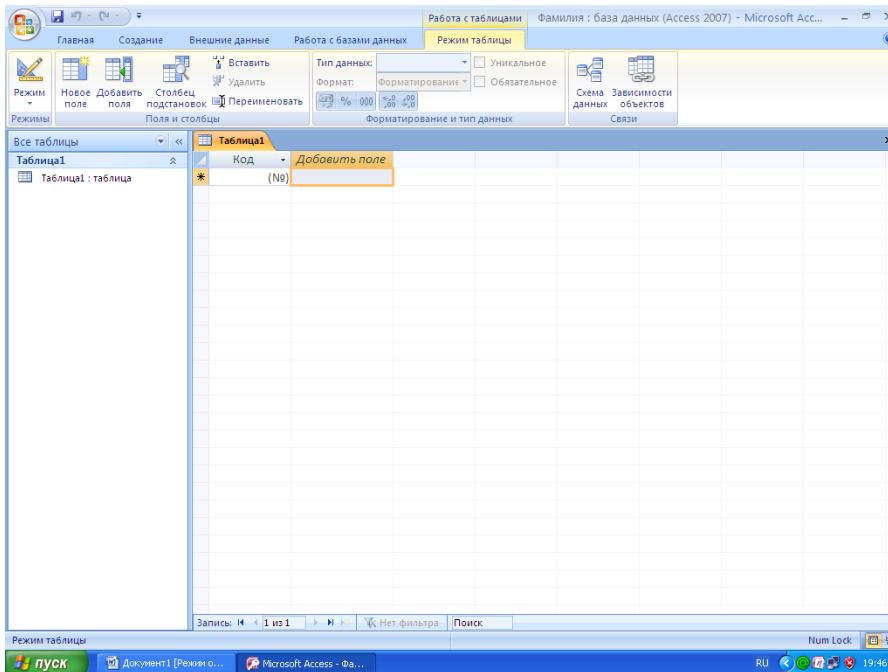 Работа с таблицами Фамилия : база данных (Access 2007) - Microsoft Acc...
Главная Создание Внешние данные Работа с базами данных Режим таблицы
Режим
Новое поле
Добавить поля
Столбец подстановок
Вставить
Удалить
Переименовать
Тип данных:
Формат: Форматирование
% 000
Уникальное
Обязательное
Схема данных
Зависимости объектов
Режимы Поля и столбцы Форматирование и тип данных Связи
Все таблицы «
Таблица1
Таблица1 : таблица
Таблица1
Код Добавить поле
* (№)
Запись: 1 из 1 Нет фильтра Поиск
Режим таблицы Num Lock
пуск Документ1 [Режим о... Microsoft Access - Фа... RU 19:46